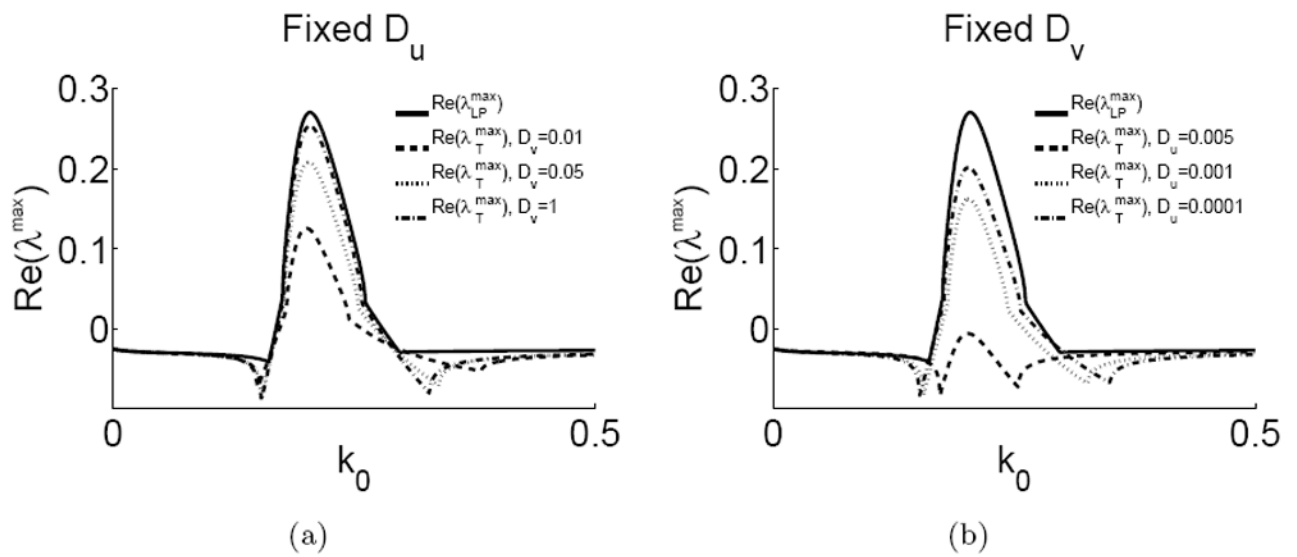 Fixed D_u
0.3
0.2
0.1
0
Re(λ^max)
Re(λ_LP^max)
Re(λ_T^max), D_v=0.01
Re(λ_T^max), D_v=0.05
Re(λ_T^max), D_v=1
0
0.5
k_0
(a)
Fixed D_v
0.3
0.2
0.1
0
Re(λ^max)
Re(λ_LP^max)
Re(λ_T^max), D_u=0.005
Re(λ_T^max), D_u=0.001
Re(λ_T^max), D_u=0.0001
0
0.5
k_0
(b)